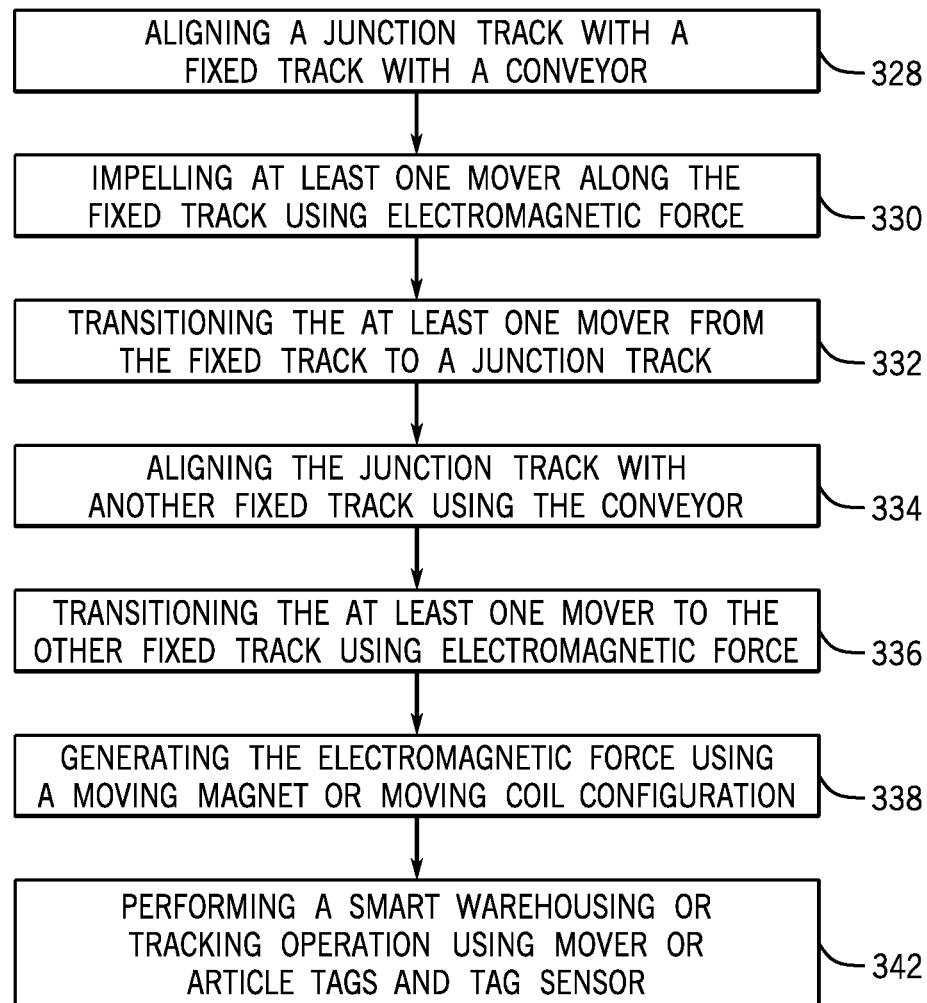 ALIGNING A JUNCTION TRACK WITH A
FIXED TRACK WITH A CONVEYOR
328
IMPELLING AT LEAST ONE MOVER ALONG THE
FIXED TRACK USING ELECTROMAGNETIC FORCE
330
TRANSITIONING THE AT LEAST ONE MOVER FROM
THE FIXED TRACK TO A JUNCTION TRACK
332
ALIGNING THE JUNCTION TRACK WITH
ANOTHER FIXED TRACK USING THE CONVEYOR
334
TRANSITIONING THE AT LEAST ONE MOVER TO THE
OTHER FIXED TRACK USING ELECTROMAGNETIC FORCE
336
GENERATING THE ELECTROMAGNETIC FORCE USING
A MOVING MAGNET OR MOVING COIL CONFIGURATION
338
PERFORMING A SMART WAREHOUSING OR
TRACKING OPERATION USING MOVER OR
ARTICLE TAGS AND TAG SENSOR
342